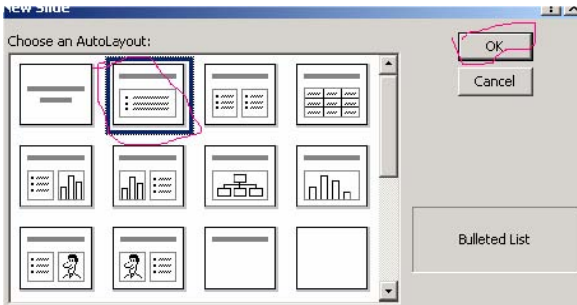 New Slide
Choose an AutoLayout:
OK
Cancel
Bulleted List